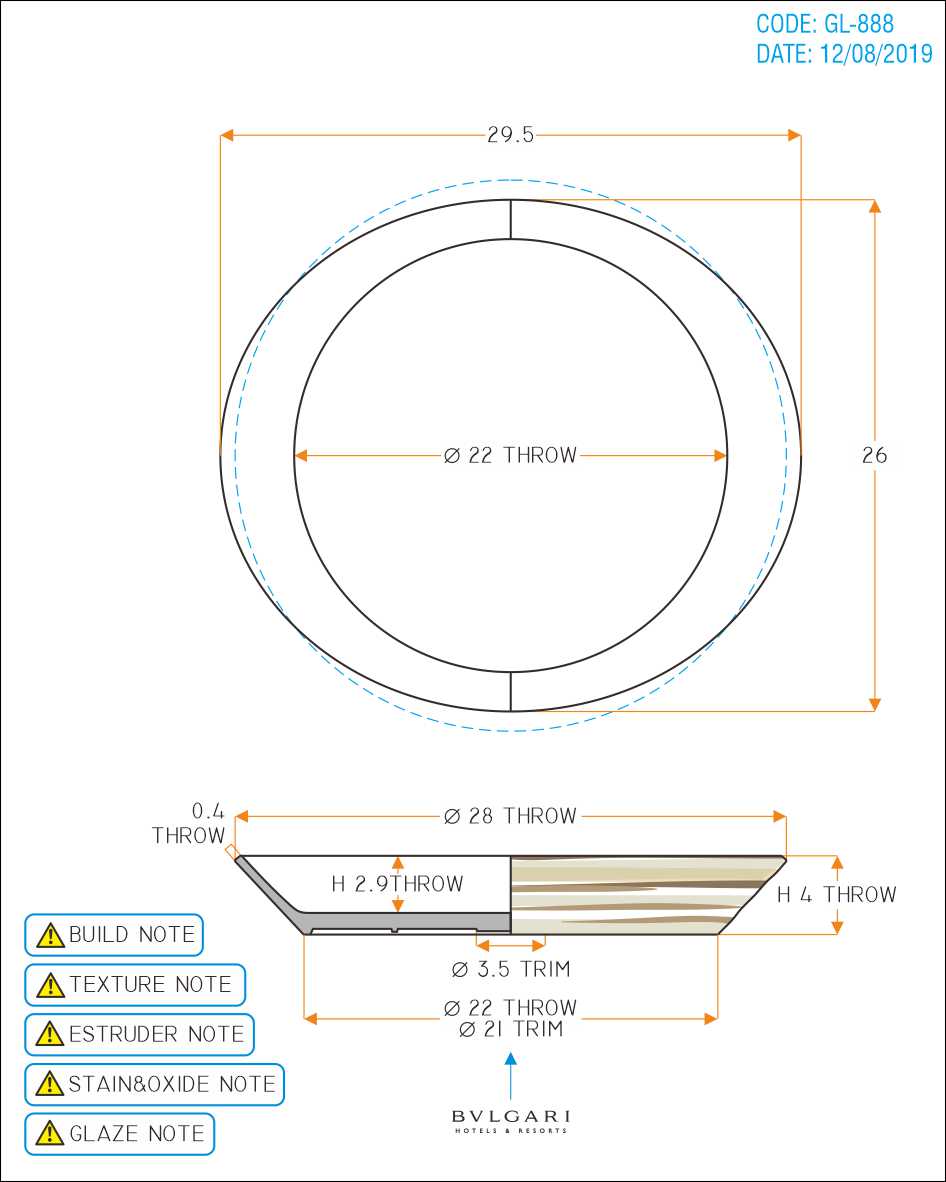 CODE: GL-888
DATE: 12/08/2019
29.5
Ø 22 THROW
26
0.4
THROW
Ø 28 THROW
H 2.9THROW
H 4 THROW
Ø 3.5 TRIM
Ø 22 THROW
Ø 21 TRIM
BUILD NOTE
TEXTURE NOTE
ESTRUDER NOTE
STAIN&OXIDE NOTE
GLAZE NOTE
BVLGARI
HOTELS & RESORTS